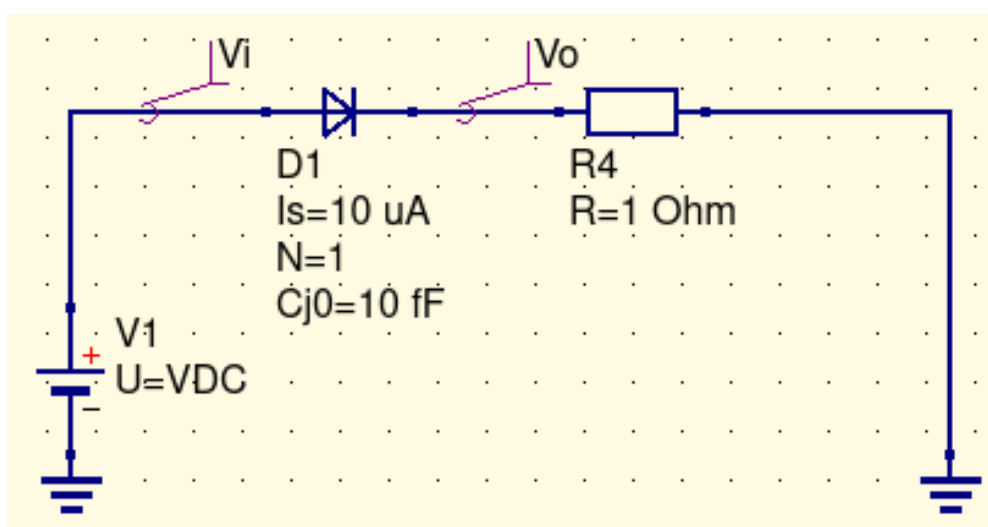 Vi
Vo
D1
Is=10 uA
N=1
Cj0=10 fF
R4
R=1 Ohm
V1
+
U=VDC
−